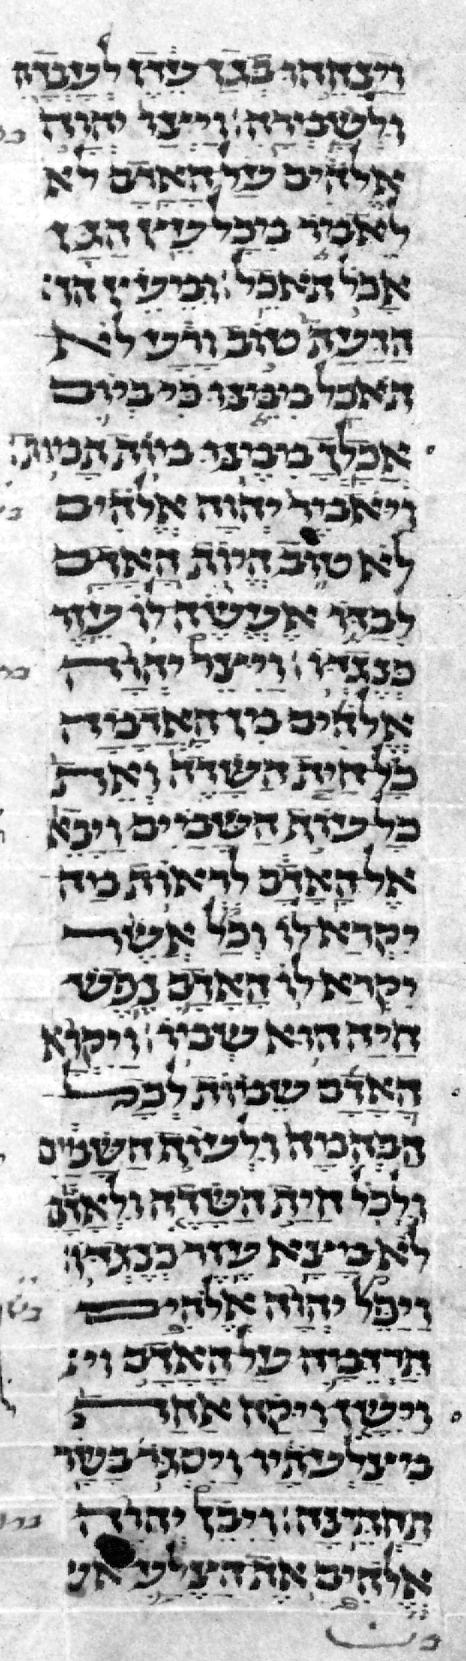 וינחהו בגן עדן לעבדה
ולשמרה׃ ויצו יהוה
אלהים על האדם לא
לאמר מכל עץ הגן
אכל תאכל׃ ומעץ הד
הדעת טוב ורע לא
תאכל ממנו כי ביום
אכלך ממנו מות תמות׃
ויאמר יהוה אלהים
לא טוב היות האדם
לבדו אעשה לו עזר
כנגדו׃ ויצר יהוה
אלהים מן האדמה
כל חית השדה ואת
כל עוף השמים ויבא
אל האדם לראות מה
יקרא לו וכל אשר
יקרא לו האדם נפש
חיה הוא שמו׃ ויקרא
האדם שמות לכל
הבהמה ולעוף השמים
ולכל חית השדה ולאדם
לא מצא עזר כנגדו׃
ויפל יהוה אלהים
תרדמה על האדם וי
ויישן ויקח אחת
מצלעתיו ויסגר בשר
תחתנה׃ ויבן יהוה
אלהים את הצלע